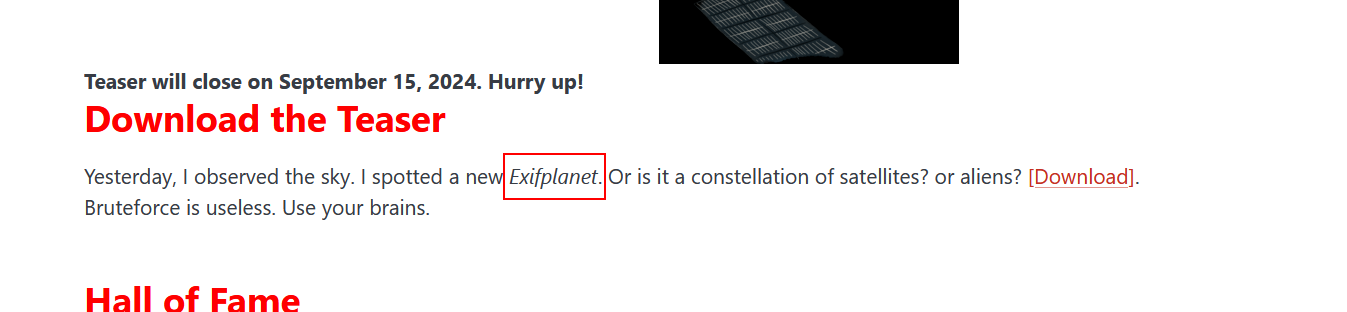 Teaser will close on September 15, 2024. Hurry up!
Download the Teaser
Yesterday, I observed the sky. I spotted a new Exifplanet. Or is it a constellation of satellites? or aliens? [Download].
Bruteforce is useless. Use your brains.
Hall of Fame